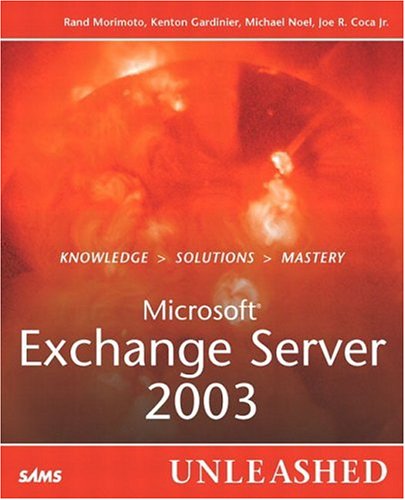 Rand Morimoto, Kenton Gardinier, Michael Noel, Joe R. Coca Jr.
KNOWLEDGE > SOLUTIONS > MASTERY
Microsoft®
Exchange Server
2003
SAMS
UNLEASHED